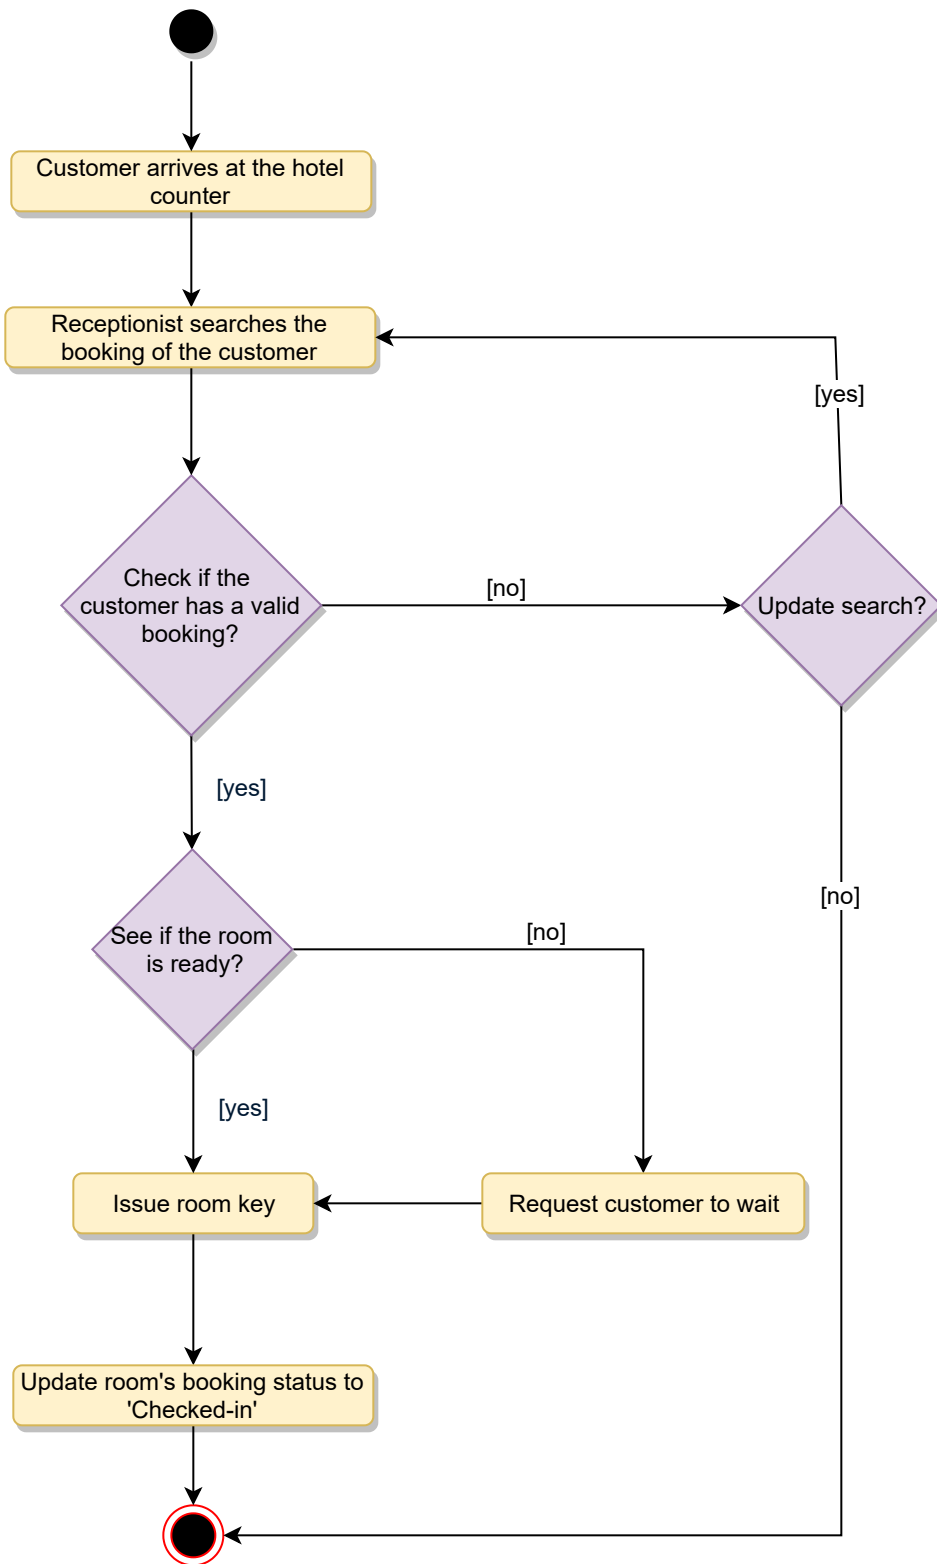 Customer arrives at the hotel
counter
Receptionist searches the
booking of the customer
[yes]
Check if the
customer has a valid
booking?
[no]
Update search?
[yes]
[no]
See if the room
is ready?
[no]
[yes]
Issue room key
Request customer to wait
Update room's booking status to
'Checked-in'